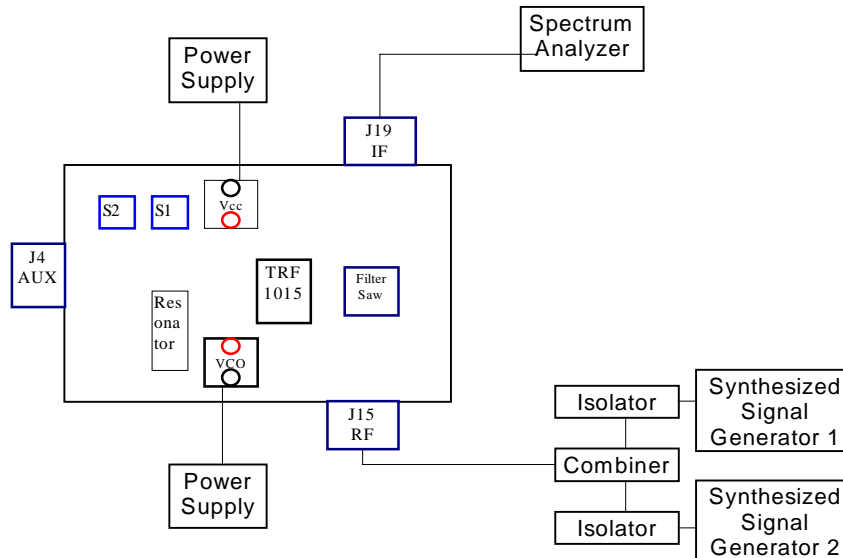 Spectrum
Analyzer
Power
Supply
J19
IF
S2
S1
Vcc
J4
AUX
TRF
1015
Filter
Saw
Res
ona
tor
VCO
J15
RF
Isolator
Synthesized
Signal
Generator 1
Combiner
Power
Supply
Isolator
Synthesized
Signal
Generator 2